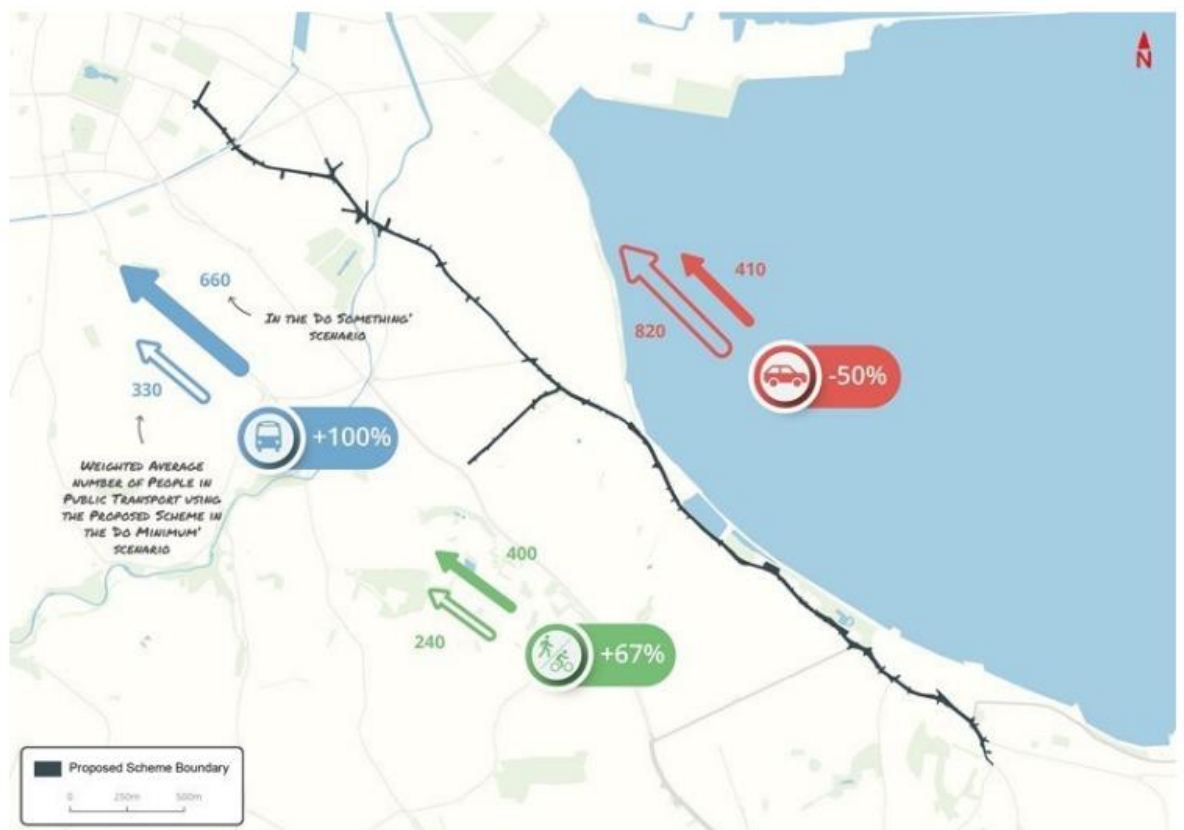 N
660
IN THE 'DO SOMETHING'
SCENARIO
410
820
-50%
330
+100%
WEIGHTED AVERAGE
NUMBER OF PEOPLE IN
PUBLIC TRANSPORT USING
THE PROPOSED SCHEME IN
THE 'DO MINIMUM'
SCENARIO
400
240
+67%
Proposed Scheme Boundary
0 250m 500m